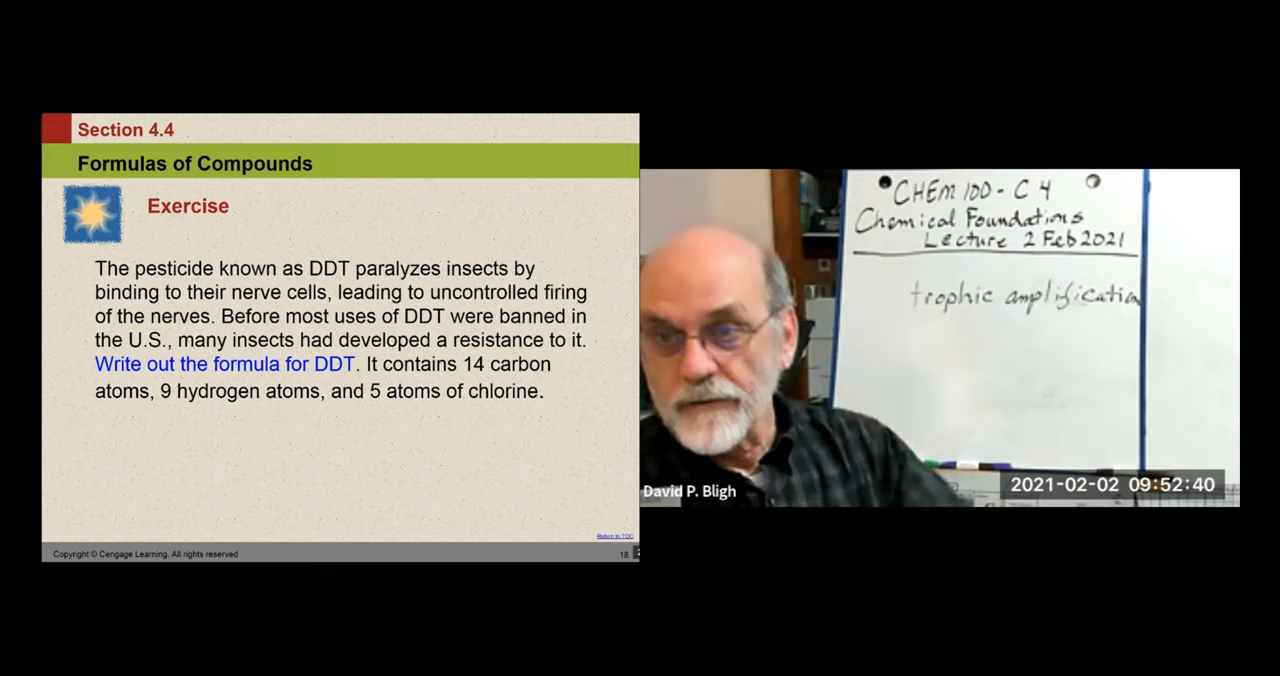 Section 4.4
Formulas of Compounds
Exercise
The pesticide known as DDT paralyzes insects by
binding to their nerve cells, leading to uncontrolled firing
of the nerves. Before most uses of DDT were banned in
the U.S., many insects had developed a resistance to it.
Write out the formula for DDT. It contains 14 carbon
atoms, 9 hydrogen atoms, and 5 atoms of chlorine.
Return to TOC
Copyright © Cengage Learning. All rights reserved
18
CHEM 100 - C 4
Chemical Foundations
Lecture 2 Feb 2021
trophic amplification
David P. Bligh
2021-02-02 09:52:40